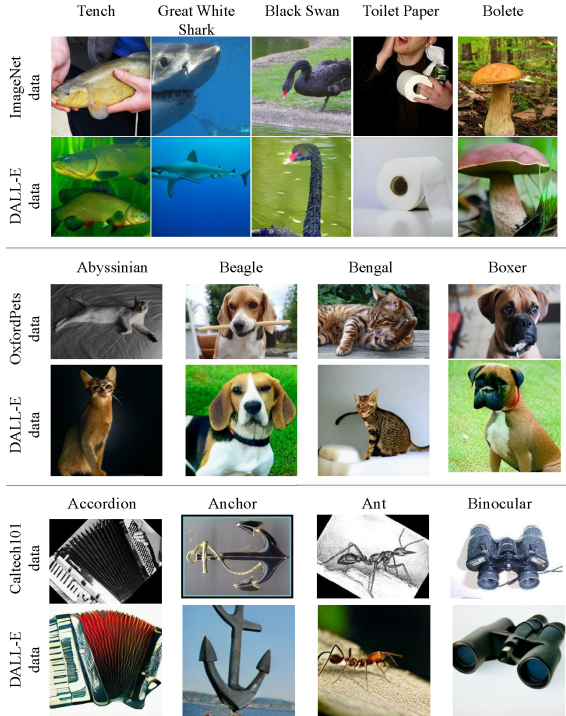 Tench
Great White
Shark
Black Swan
Toilet Paper
Bolete
ImageNet
data
DALL-E
data
Abyssinian
Beagle
Bengal
Boxer
OxfordPets
data
DALL-E
data
Accordion
Anchor
Ant
Binocular
Caltech101
data
DALL-E
data